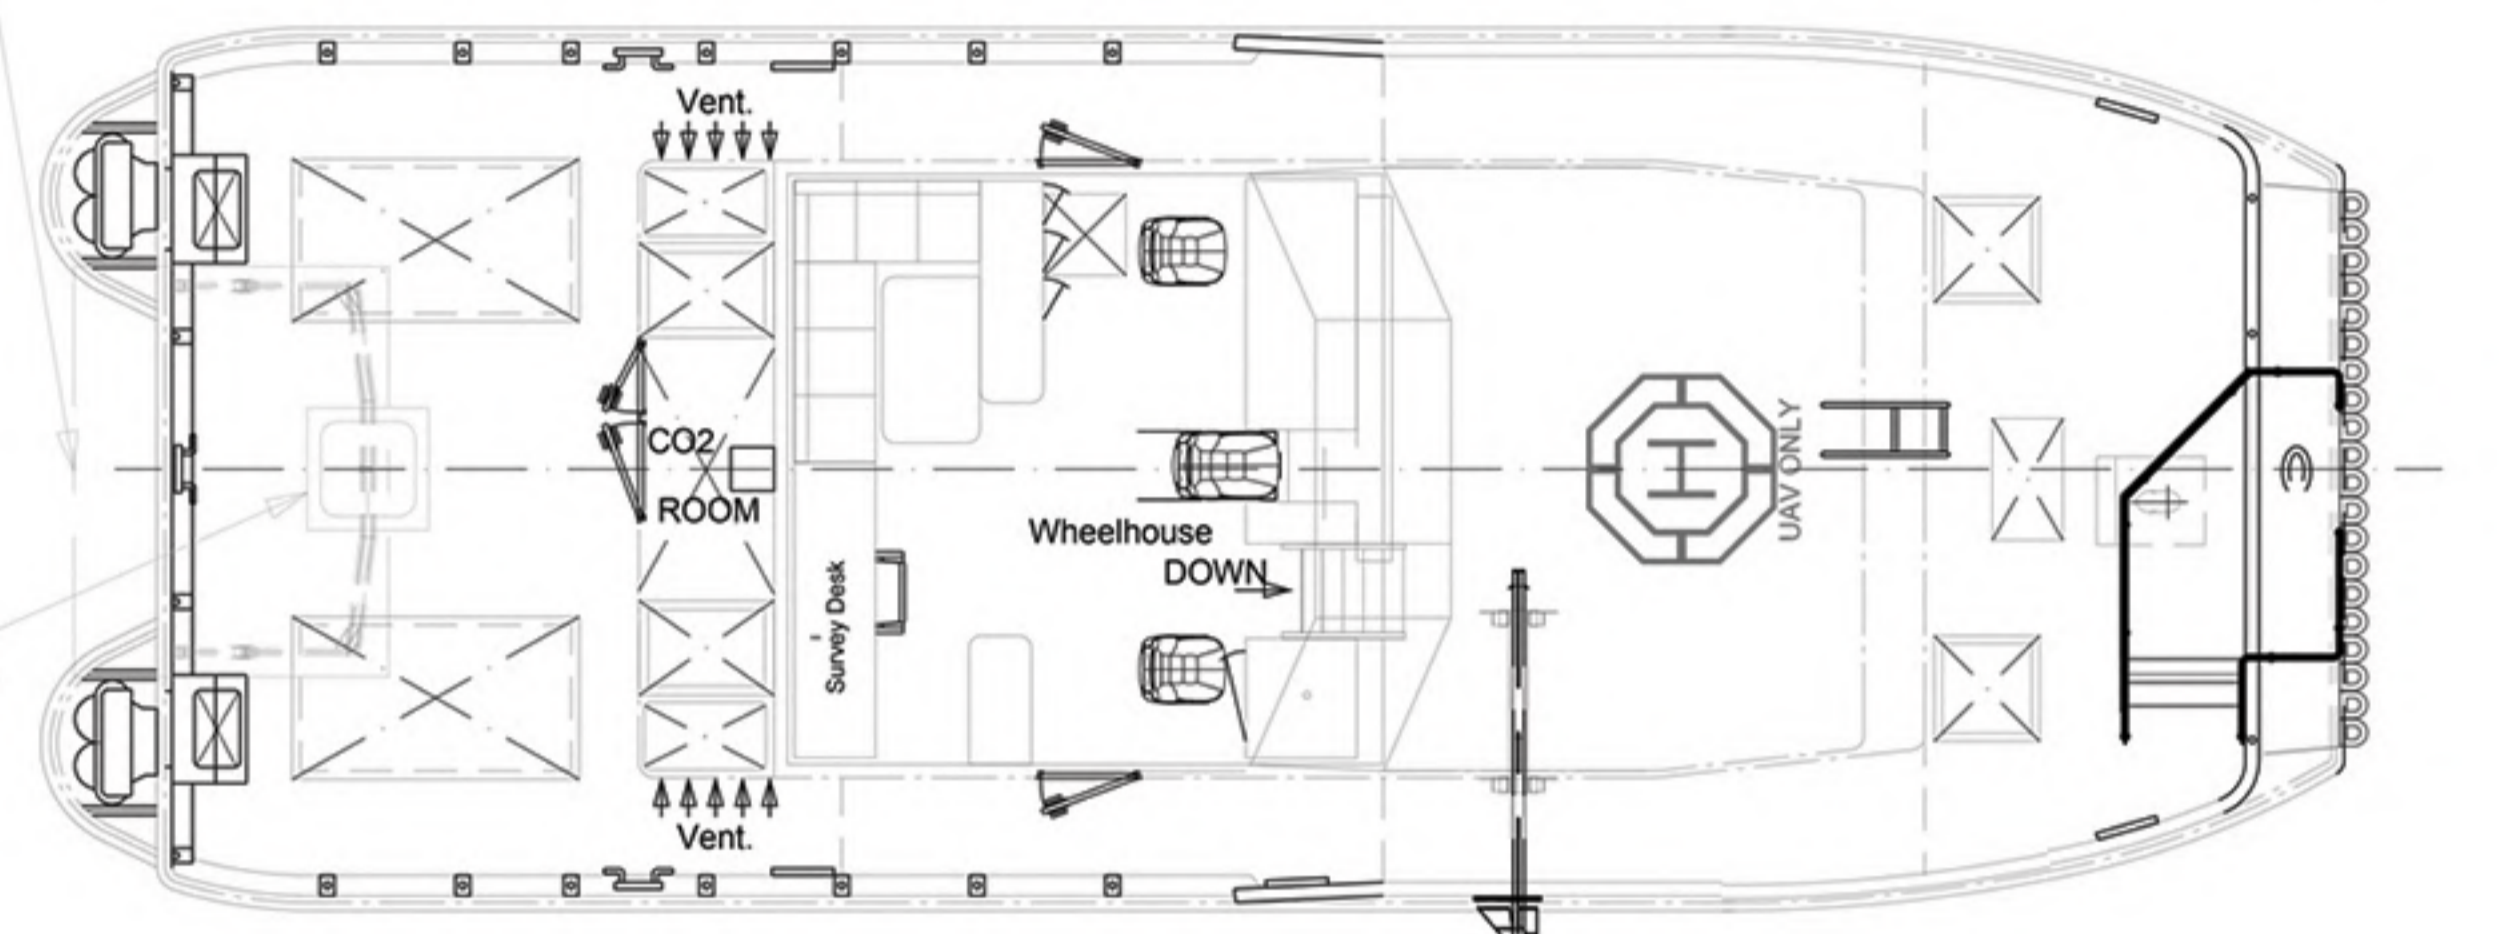 Vent.
CO2
ROOM
Survey Desk
Wheelhouse
DOWN
H
UAV ONLY
Vent.